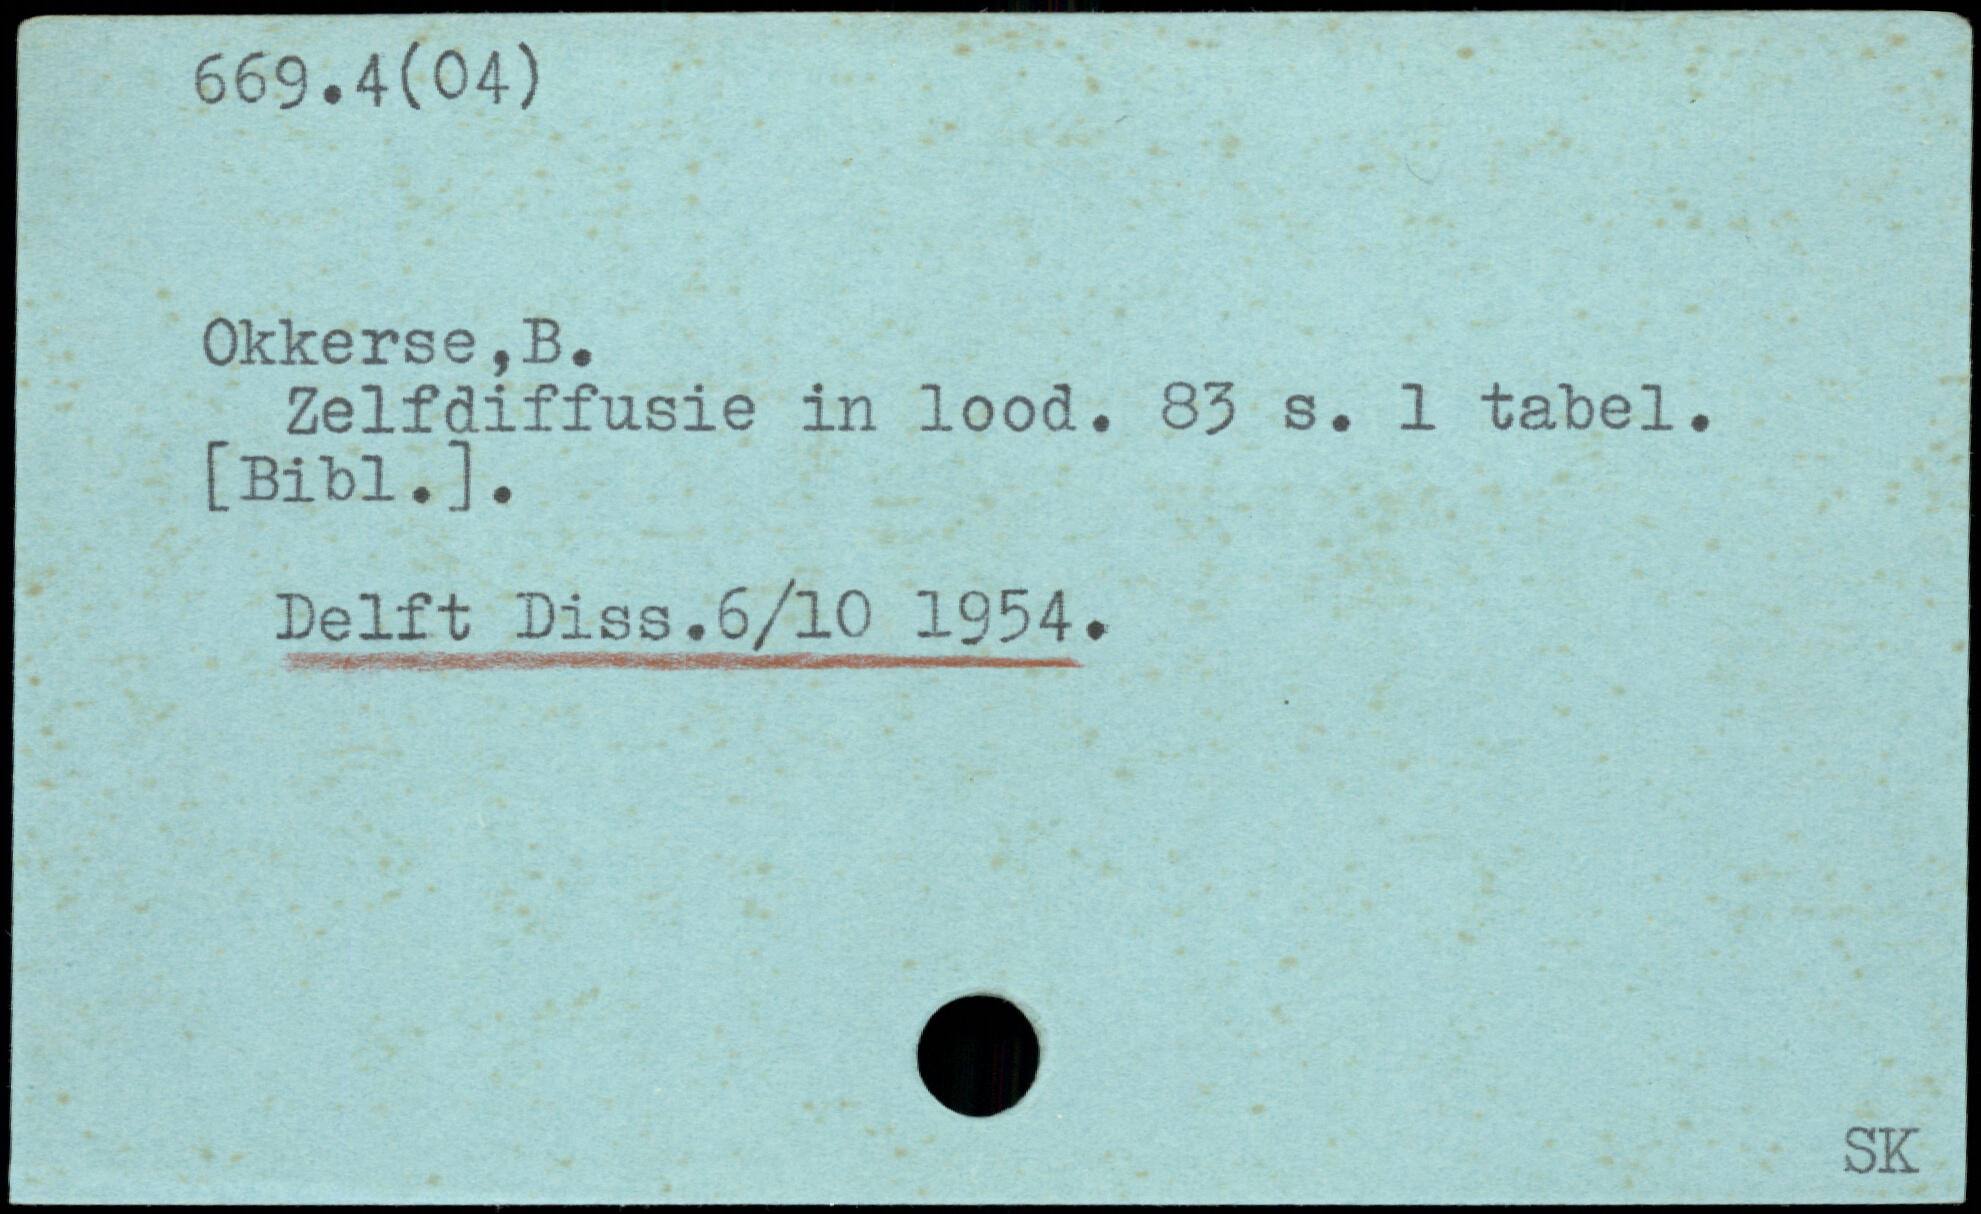 669.4(04)
Okkerse,B.
Zelfdiffusie in lood. 83 s. 1 tabel.
[Bibl.].
Delft Diss.6/10 1954.
SK